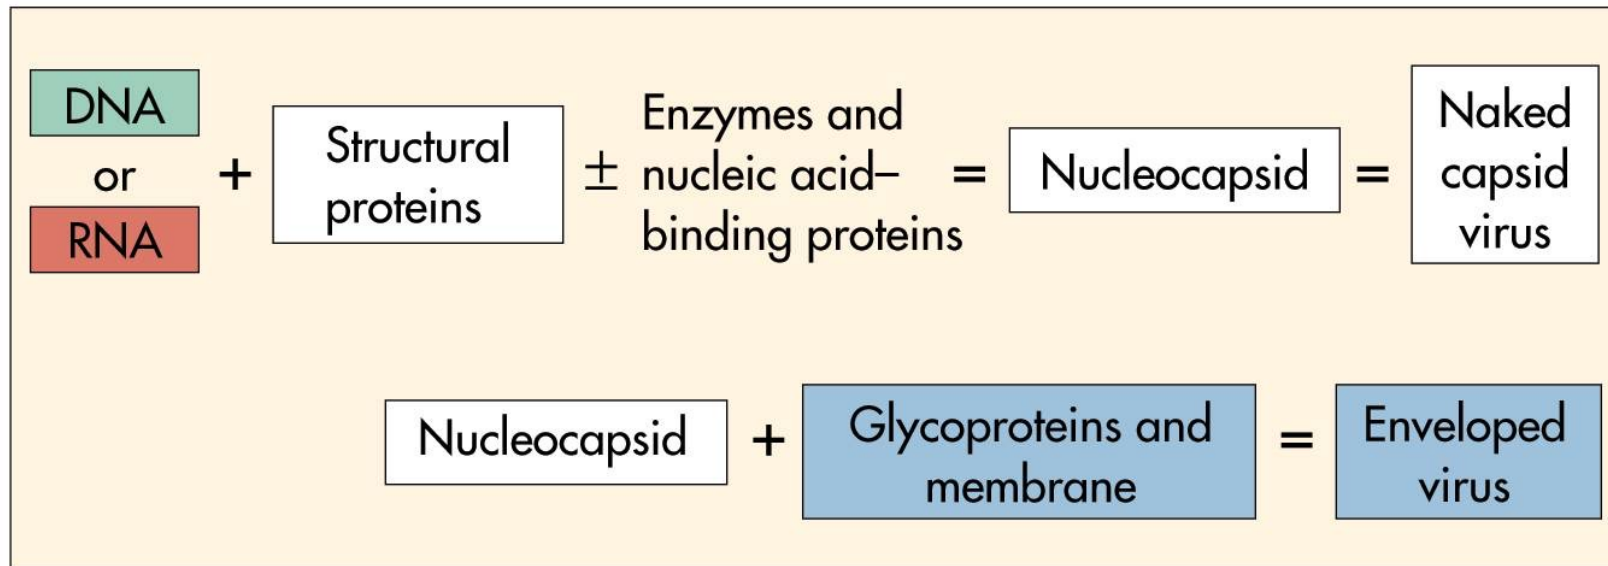 DNA
or
RNA
+
Structural
proteins
±
Enzymes and
nucleic acid–
binding proteins
=
Nucleocapsid
=
Naked
capsid
virus
Nucleocapsid
+
Glycoproteins and
membrane
=
Enveloped
virus